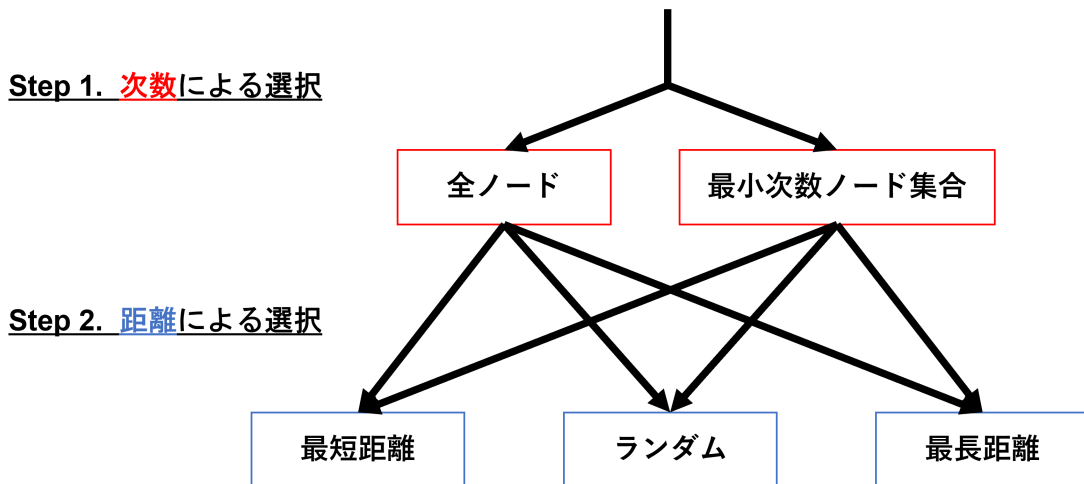 Step 1. 次数による選択
全ノード
最小次数ノード集合
Step 2. 距離による選択
最短距離
ランダム
最長距離